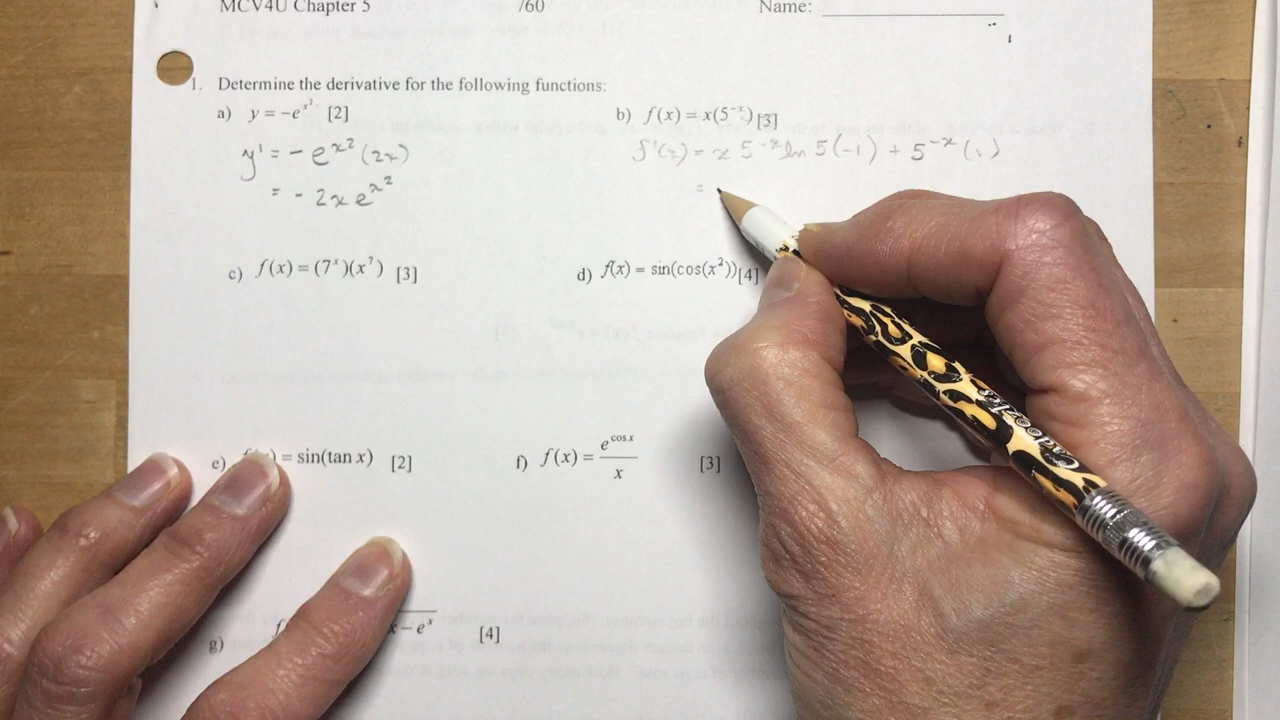 MCV4U Chapter 5 /60 Name:
1. Determine the derivative for the following functions:
a) y = −e^{x²} [2]
b) f(x) = x(5^{−x}) [3]
y' = − e^{x²} (2x)
= − 2x e^{x²}
f'(x) = x 5^{−x} ln 5 (−1) + 5^{−x} (1)
=
c) f(x) = (7^x)(x^7) [3]
d) f(x) = sin(cos(x²)) [4]
e) = sin(tan x) [2]
f) f(x) = e^{cos x}/x [3]
g) f − e^x [4]